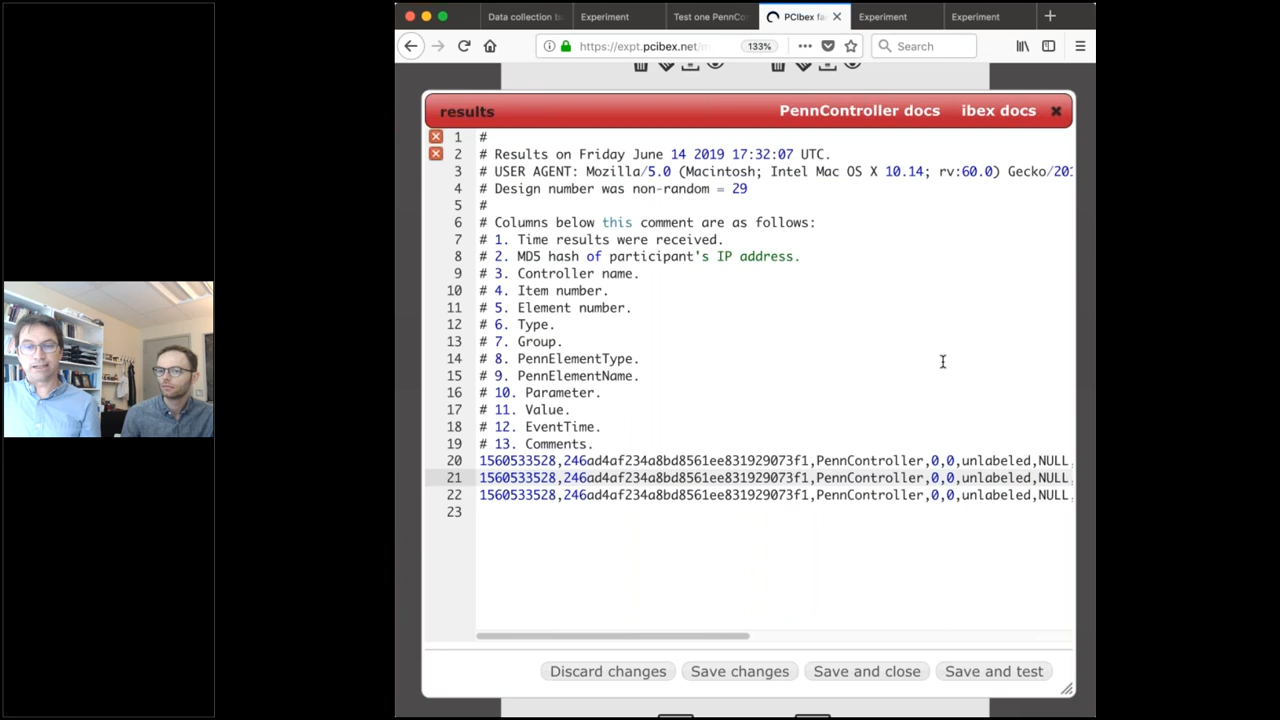 Data collection ta
Experiment
Test one PennCo
PCIbex fa
Experiment
Experiment
https://expt.pcibex.net/m
133%
Search
results
PennController docs
ibex docs
1 #
2 # Results on Friday June 14 2019 17:32:07 UTC.
3 # USER AGENT: Mozilla/5.0 (Macintosh; Intel Mac OS X 10.14; rv:60.0) Gecko/201
4 # Design number was non-random = 29
5 #
6 # Columns below this comment are as follows:
7 # 1. Time results were received.
8 # 2. MD5 hash of participant's IP address.
9 # 3. Controller name.
10 # 4. Item number.
11 # 5. Element number.
12 # 6. Type.
13 # 7. Group.
14 # 8. PennElementType.
15 # 9. PennElementName.
16 # 10. Parameter.
17 # 11. Value.
18 # 12. EventTime.
19 # 13. Comments.
20 1560533528,246ad4af234a8bd8561ee831929073f1,PennController,0,0,unlabeled,NULL,
21 1560533528,246ad4af234a8bd8561ee831929073f1,PennController,0,0,unlabeled,NULL,
22 1560533528,246ad4af234a8bd8561ee831929073f1,PennController,0,0,unlabeled,NULL,
23
Discard changes
Save changes
Save and close
Save and test